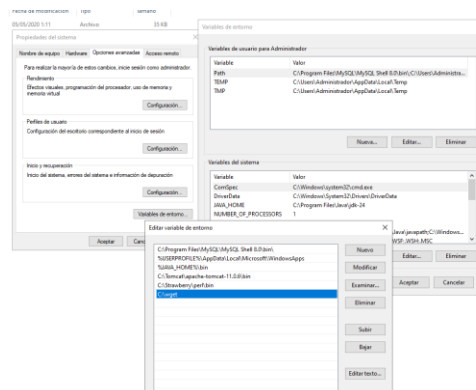 Fecha de modificación Tipo Tamaño
05/05/2020 1:11 Archivo 35 KB
Propiedades del sistema
Nombre de equipo Hardware Opciones avanzadas Acceso remoto
Para realizar la mayoría de estos cambios, inicie sesión como administrador.
Rendimiento
Efectos visuales, programación del procesador, uso de memoria y
memoria virtual
Configuración...
Perfiles de usuario
Configuración del escritorio correspondiente al inicio de sesión
Configuración...
Inicio y recuperación
Inicio del sistema, errores del sistema e información de depuración
Configuración...
Variables de entorno...
Aceptar Canc
Variables de entorno
Variables de usuario para Administrador
Variable Valor
Path C:\Program Files\MySQL\MySQL Shell 8.0\bin\;C:\Users\Administra...
TEMP C:\Users\Administrador\AppData\Local\Temp
TMP C:\Users\Administrador\AppData\Local\Temp
Nueva... Editar... Eliminar
Variables del sistema
Variable Valor
ComSpec C:\Windows\system32\cmd.exe
DriverData C:\Windows\System32\Drivers\DriverData
JAVA_HOME C:\Program Files\Java\jdk-24
NUMBER_OF_PROCESSORS 1
\Java\javapath;C:\Windows...
.WSF;.WSH;.MSC
Editar... Eliminar
Aceptar Cancelar
Editar variable de entorno
C:\Program Files\MySQL\MySQL Shell 8.0\bin\
%USERPROFILE%\AppData\Local\Microsoft\WindowsApps
%JAVA_HOME%\bin
C:\Tomcat\apache-tomcat-11.0.6\bin
C:\Strawberry\perl\bin
C:\wget
Nuevo
Modificar
Examinar...
Eliminar
Subir
Bajar
Editar texto...